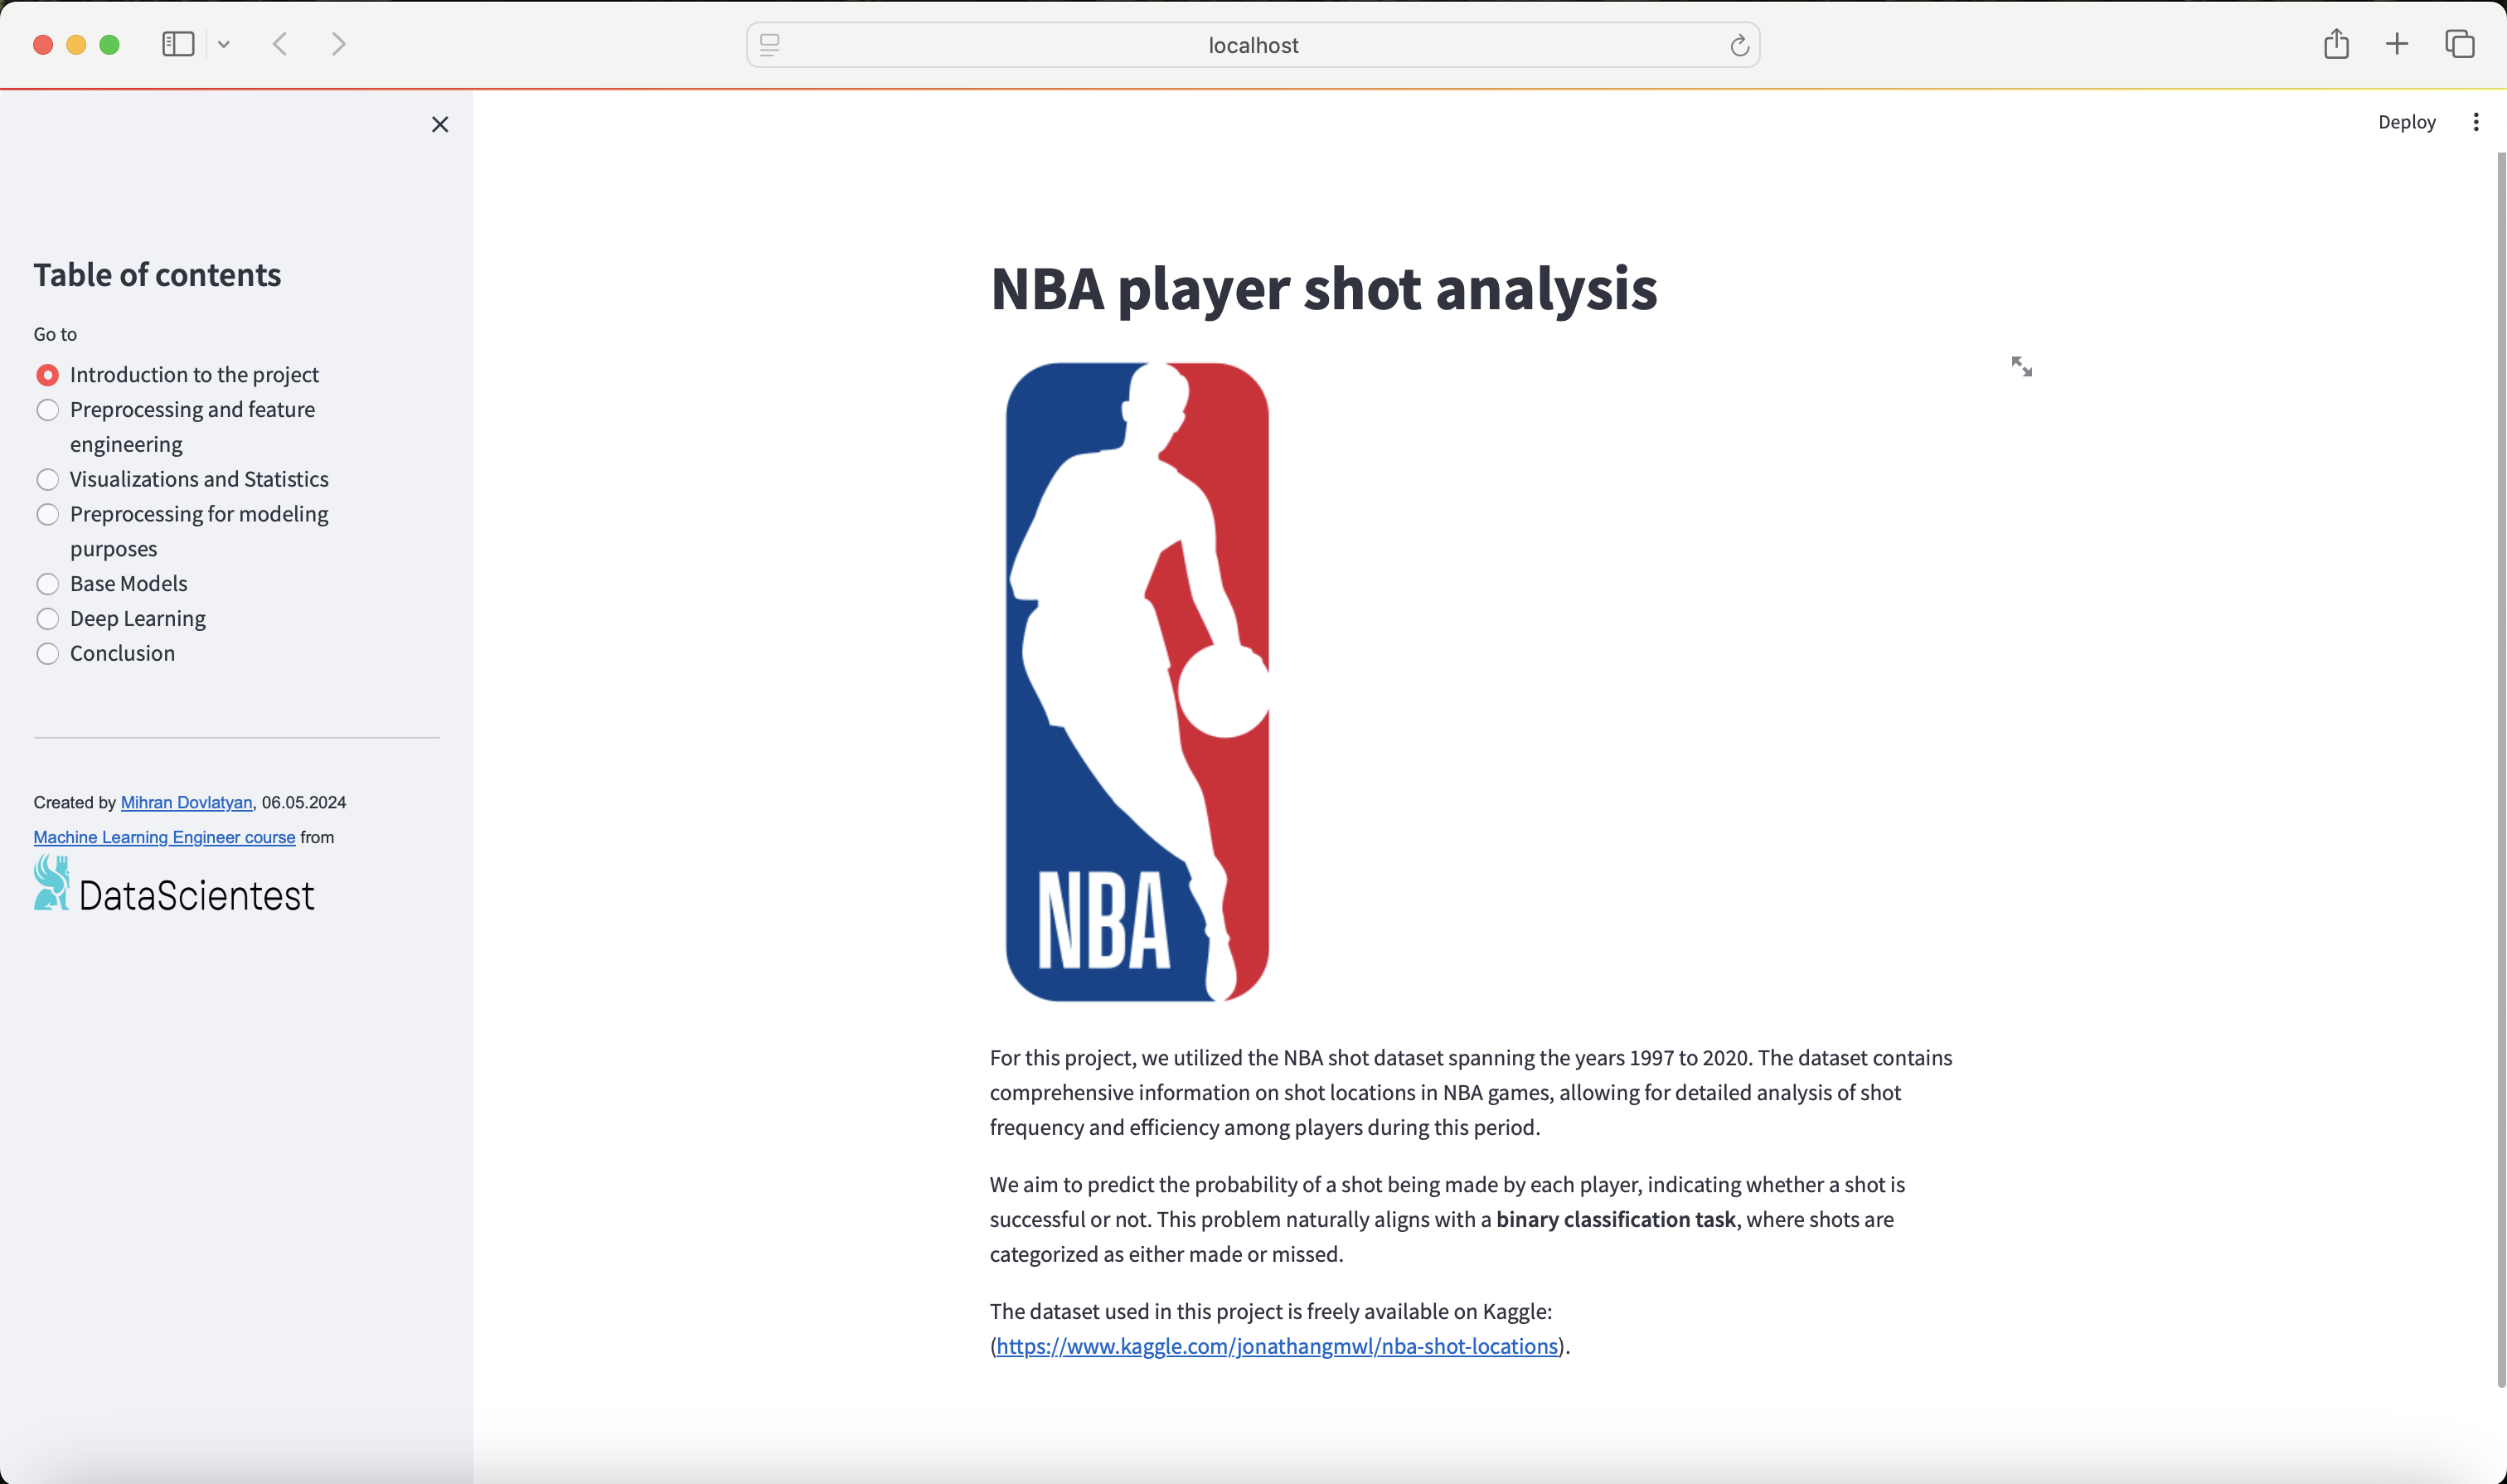 localhost
Deploy
Table of contents
Go to
Introduction to the project
Preprocessing and feature
engineering
Visualizations and Statistics
Preprocessing for modeling
purposes
Base Models
Deep Learning
Conclusion
Created by Mihran Dovlatyan, 06.05.2024
Machine Learning Engineer course from
DataScientest
NBA player shot analysis
NBA
For this project, we utilized the NBA shot dataset spanning the years 1997 to 2020. The dataset contains
comprehensive information on shot locations in NBA games, allowing for detailed analysis of shot
frequency and efficiency among players during this period.
We aim to predict the probability of a shot being made by each player, indicating whether a shot is
successful or not. This problem naturally aligns with a binary classification task, where shots are
categorized as either made or missed.
The dataset used in this project is freely available on Kaggle:
(https://www.kaggle.com/jonathangmwl/nba-shot-locations).